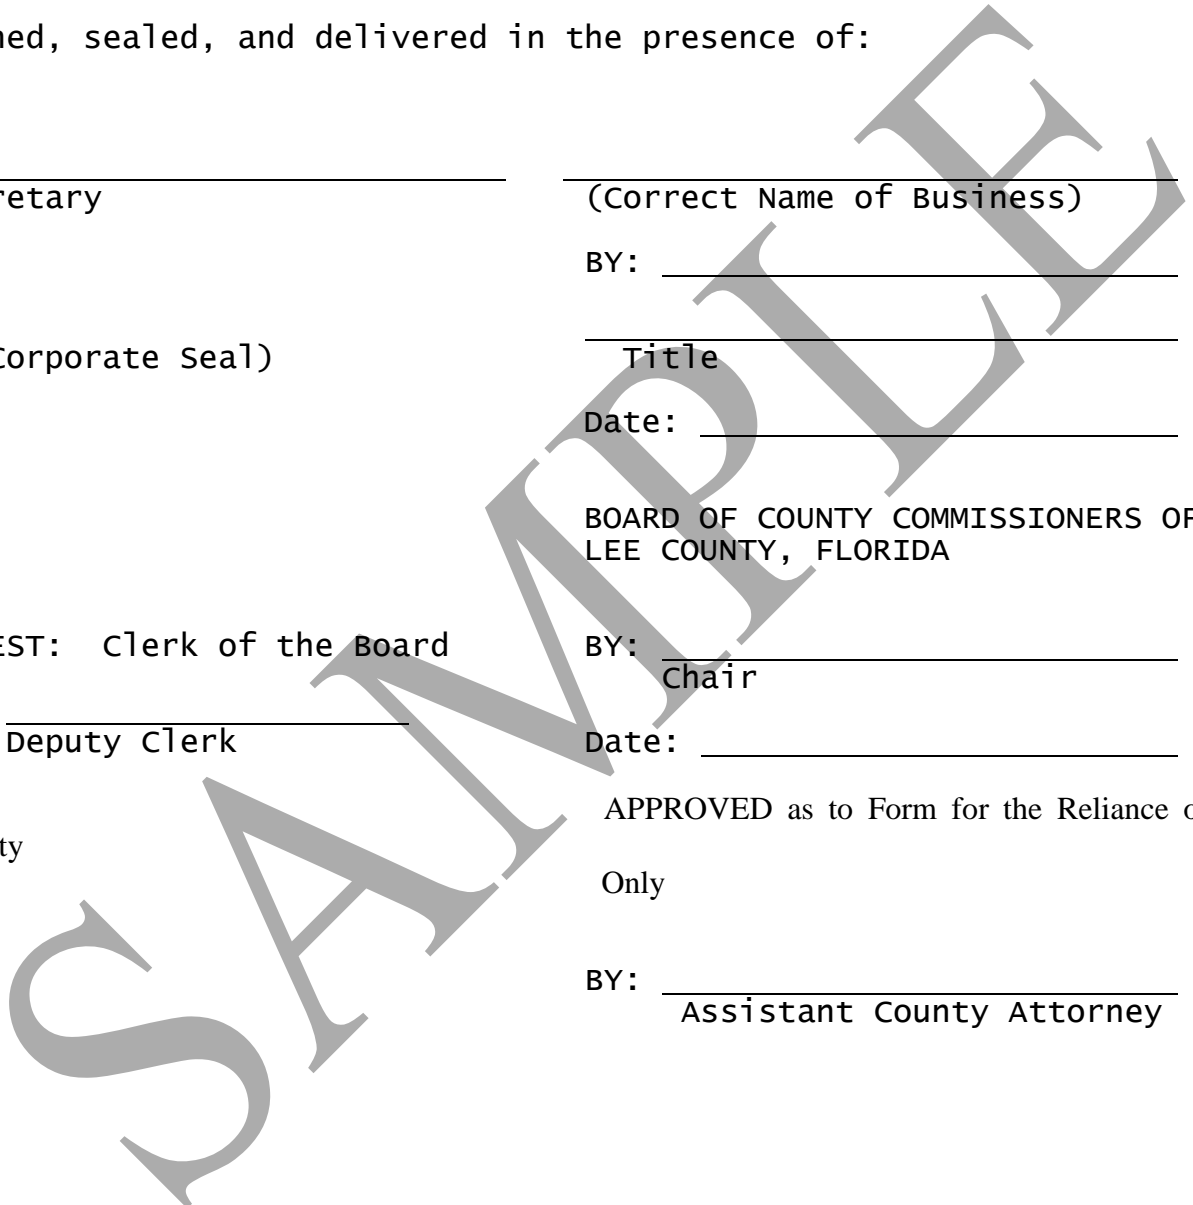 ned, sealed, and delivered in the presence of:
retary (Correct Name of Business)
BY:
Corporate Seal) Title
Date:
BOARD OF COUNTY COMMISSIONERS OF
LEE COUNTY, FLORIDA
EST: Clerk of the Board BY:
Chair
Deputy Clerk Date:
APPROVED as to Form for the Reliance o
ty
Only
BY:
Assistant County Attorney
SAMPLE